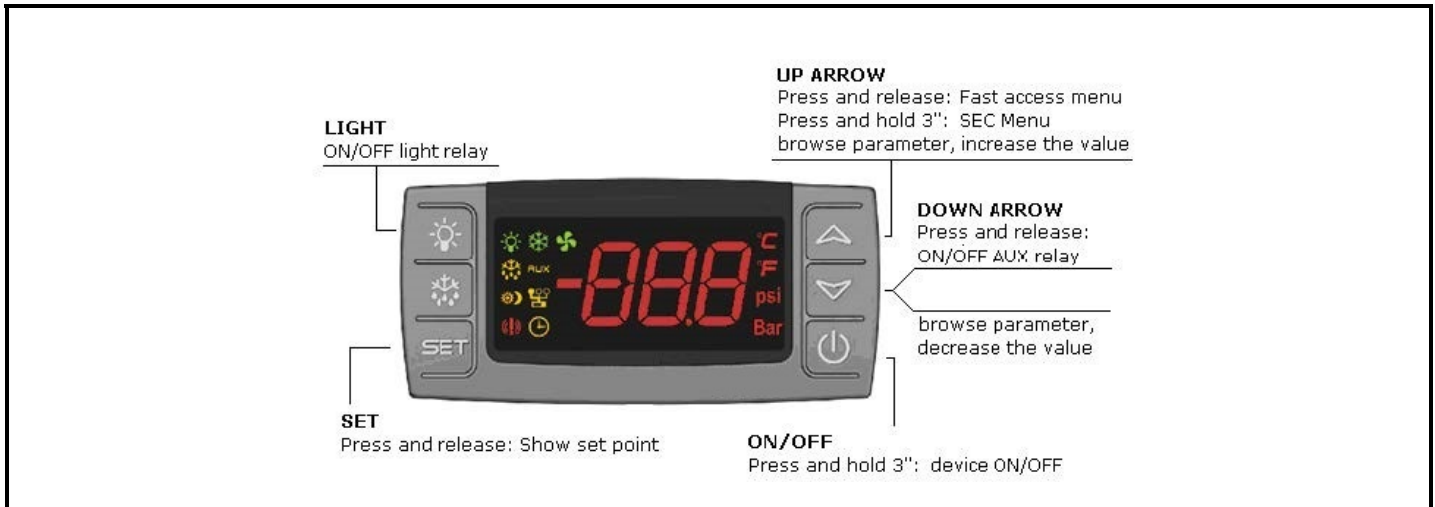 UP ARROW
Press and release: Fast access menu
Press and hold 3": SEC Menu
browse parameter, increase the value
LIGHT
ON/OFF light relay
DOWN ARROW
Press and release:
ON/OFF AUX relay
browse parameter,
decrease the value
°C
AUX
°F
psi
Bar
-88.8
SET
SET
Press and release: Show set point
ON/OFF
Press and hold 3": device ON/OFF